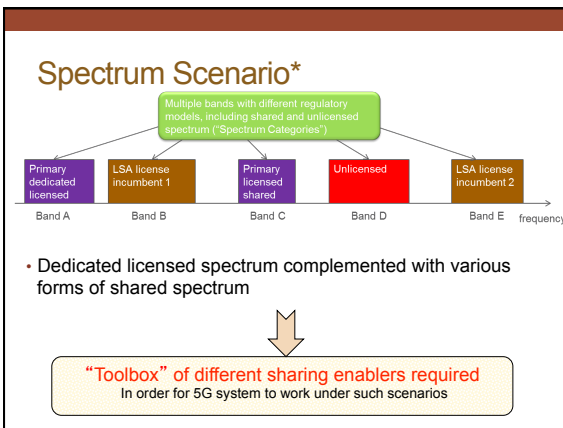 Spectrum Scenario*
Multiple bands with different regulatory
models, including shared and unlicensed
spectrum (“Spectrum Categories”)
Primary
dedicated
licensed
LSA license
incumbent 1
Primary
licensed
shared
Unlicensed
LSA license
incumbent 2
Band A
Band B
Band C
Band D
Band E
frequency
• Dedicated licensed spectrum complemented with various
forms of shared spectrum
“Toolbox” of different sharing enablers required
In order for 5G system to work under such scenarios